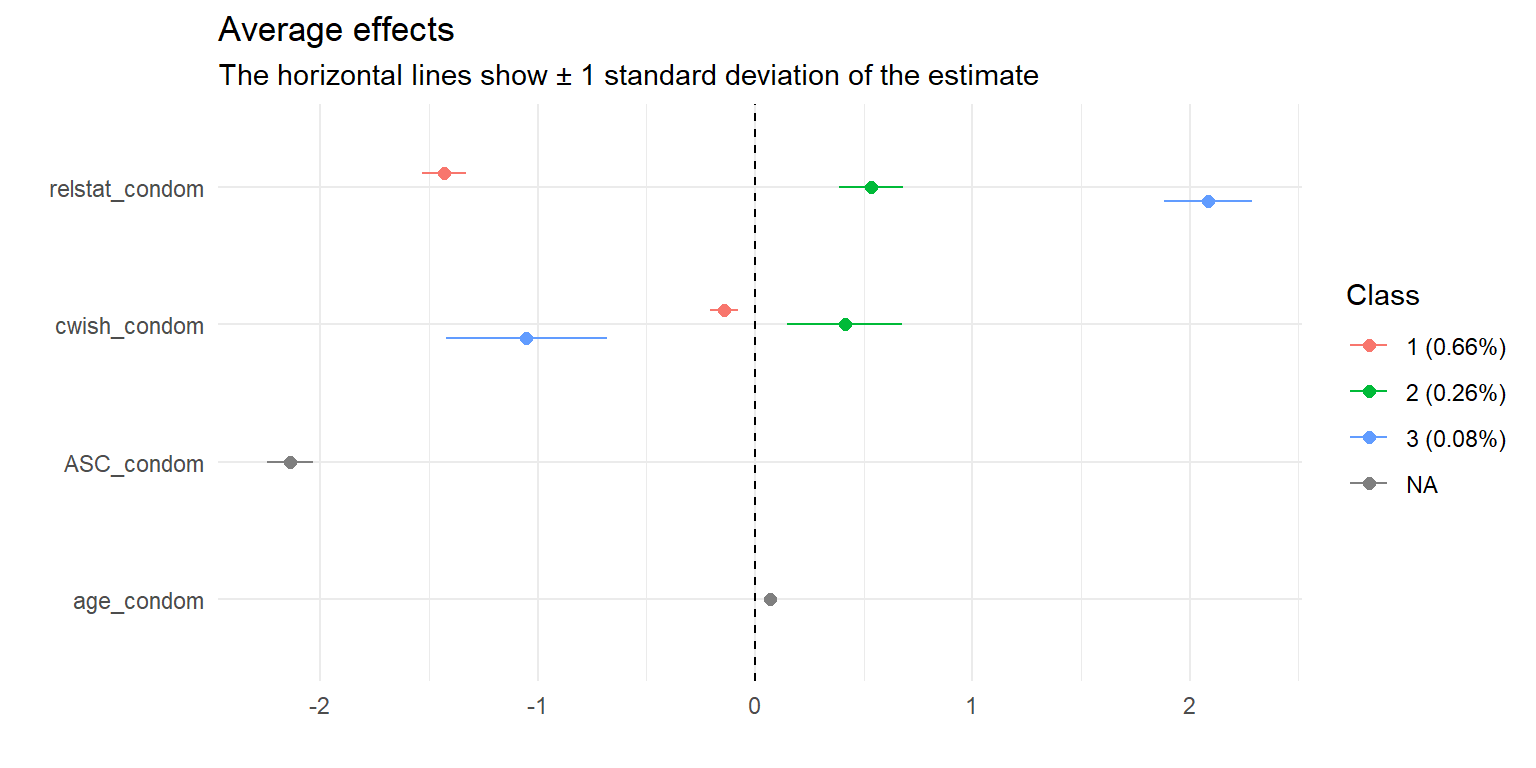 Average effects
The horizontal lines show ± 1 standard deviation of the estimate
relstat_condom
cwish_condom
ASC_condom
age_condom
-2 -1 0 1 2
Class
1 (0.66%)
2 (0.26%)
3 (0.08%)
NA